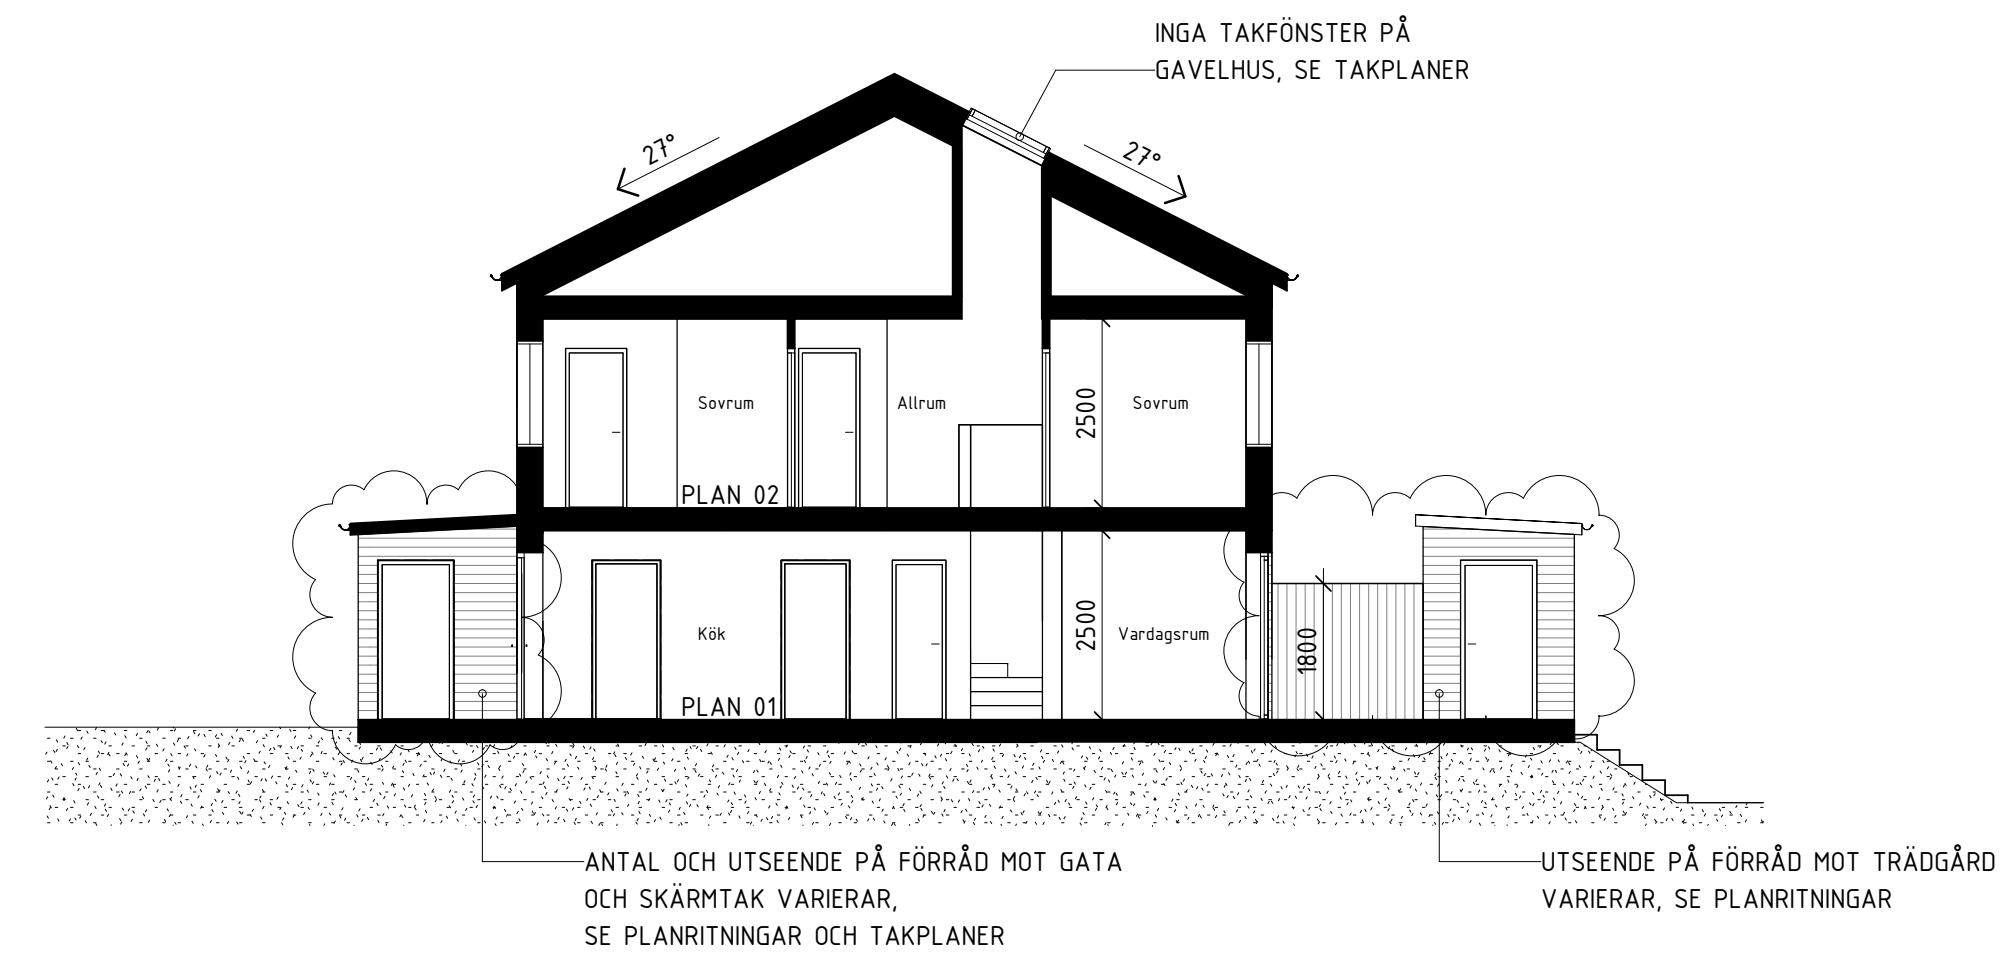 INGA TAKFÖNSTER PÅ
GAVELHUS, SE TAKPLANER
27°
27°
Sovrum
Allrum
2500
Sovrum
PLAN 02
Kök
2500
Vardagsrum
1800
PLAN 01
ANTAL OCH UTSEENDE PÅ FÖRRÅD MOT GATA
OCH SKÄRMTAK VARIERAR,
SE PLANRITNINGAR OCH TAKPLANER
UTSEENDE PÅ FÖRRÅD MOT TRÄDGÅRD
VARIERAR, SE PLANRITNINGAR